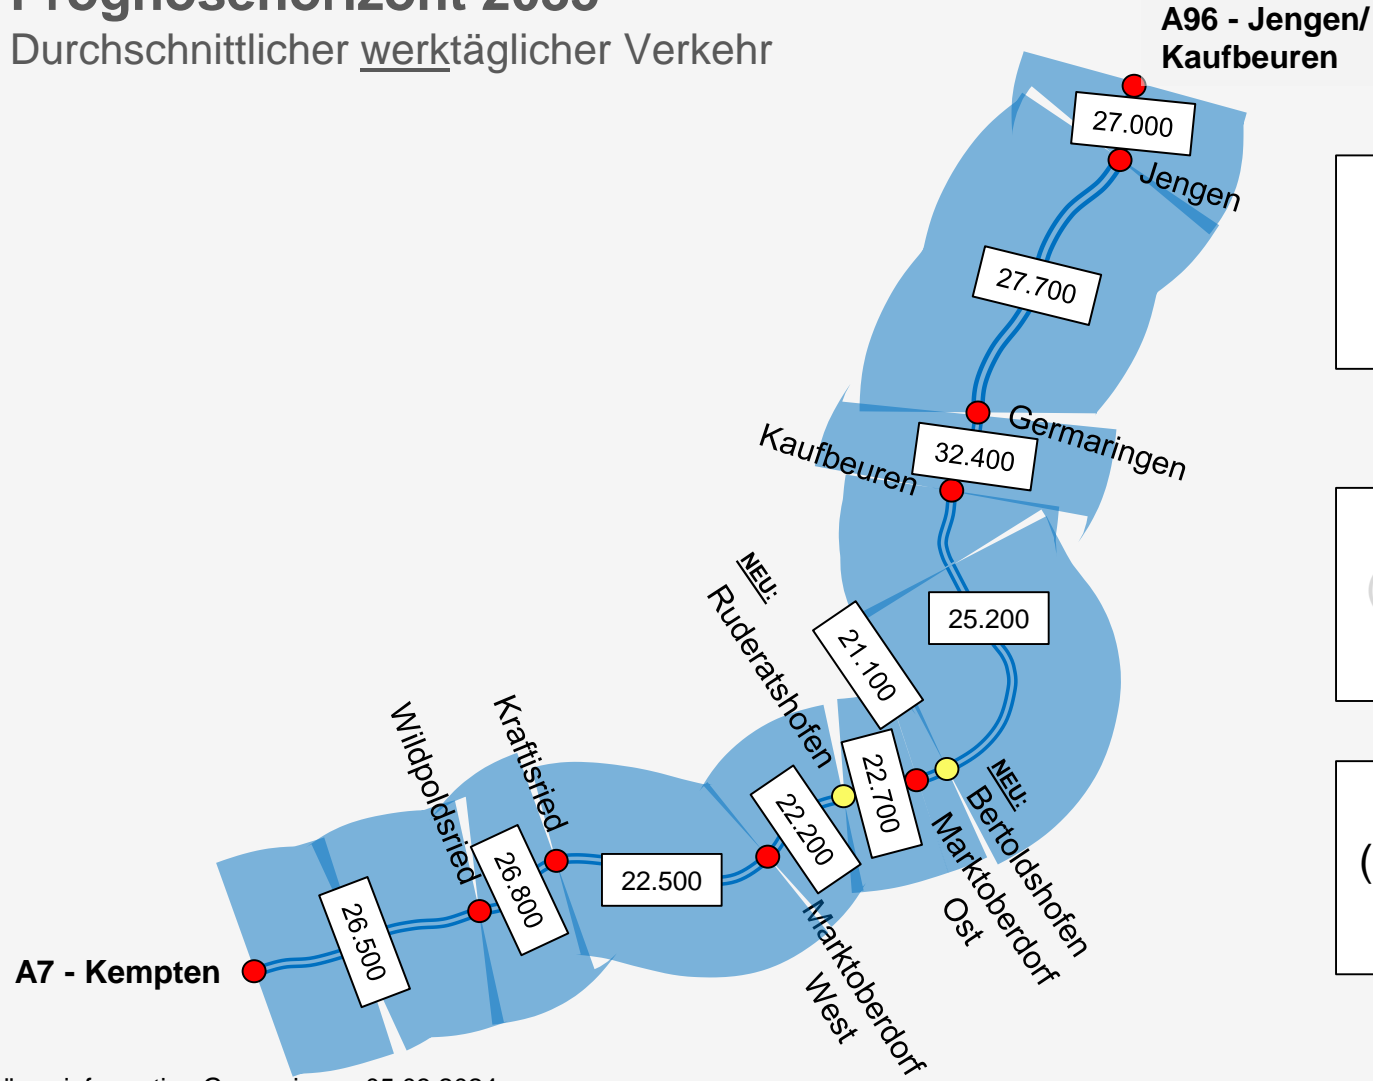 Durchschnittlicher werktäglicher Verkehr
A96 - Jengen/
Kaufbeuren
27.000
Jengen
27.700
Germaringen
Kaufbeuren
32.400
25.200
NEU:
Ruderatshofen
21.100
22.700
NEU:
Bertoldshofen
Marktoberdorf
Ost
22.200
Marktoberdorf
West
22.500
Kraftisried
Wildpoldsried
26.800
26.500
A7 - Kempten
(